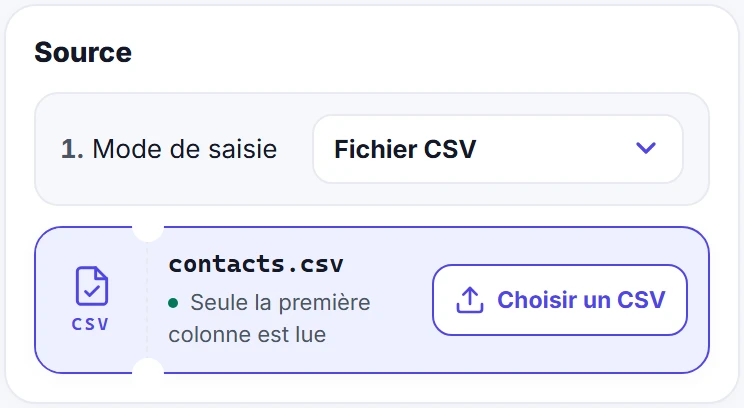 Source
1. Mode de saisie
Fichier CSV
contacts.csv
Seule la première
colonne est lue
CSV
Choisir un CSV